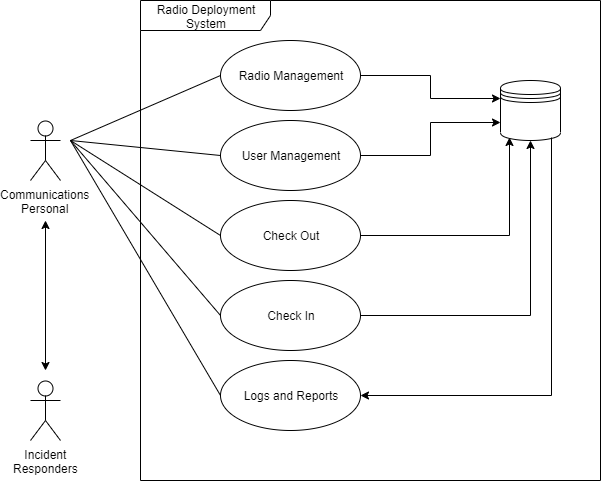 Radio Deployment
System
Radio Management
User Management
Communications
Personal
Check Out
Check In
Logs and Reports
Incident
Responders